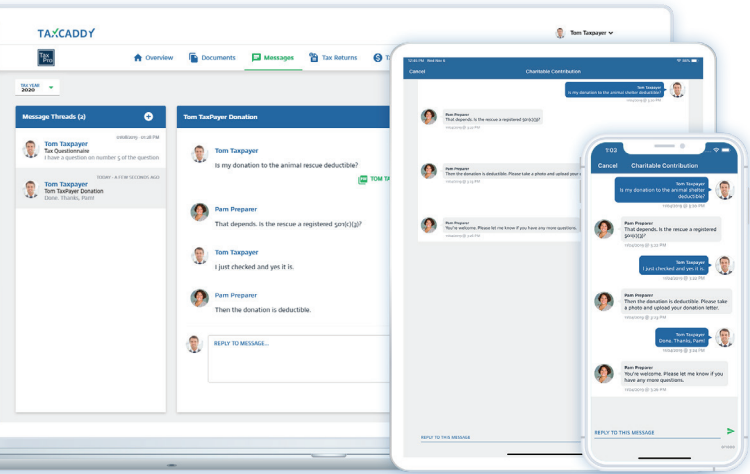 TAXCADDY
Tom Taxpayer
Tax
Pro
Overview
Documents
Messages
Tax Returns
TAX YEAR
2020
Message Threads (2)
Tom Taxpayer
Tax Questionnaire
I have a question on number 5 of the question
TODAY - A FEW SECONDS AGO
Tom Taxpayer
Tom TaxPayer Donation
Done. Thanks, Pam!
Tom TaxPayer Donation
Tom Taxpayer
Is my donation to the animal rescue deductible?
TOM TA
Pam Preparer
That depends. Is the rescue a registered 501(c)(3)?
Tom Taxpayer
I just checked and yes it is.
Pam Preparer
Then the donation is deductible.
REPLY TO MESSAGE...
Cancel
Charitable Contribution
Tom Taxpayer
Is my donation to the animal shelter deductible?
Pam Preparer
That depends. Is the rescue a registered 501(c)(3)?
Pam Preparer
Then the donation is deductible. Please take a photo and upload your
Pam Preparer
You're welcome. Please let me know if you have any more questions.
REPLY TO THIS MESSAGE
1:03
Cancel
Charitable Contribution
Tom Taxpayer
Is my donation to the animal shelter
deductible?
Pam Preparer
That depends. Is the rescue a registered
501(c)(3)?
Tom Taxpayer
I just checked and yes it is.
Pam Preparer
Then the donation is deductible. Please take
a photo and upload your donation letter.
Tom Taxpayer
Done. Thanks, Pam!
Pam Preparer
You're welcome. Please let me know if you
have any more questions.
REPLY TO THIS MESSAGE